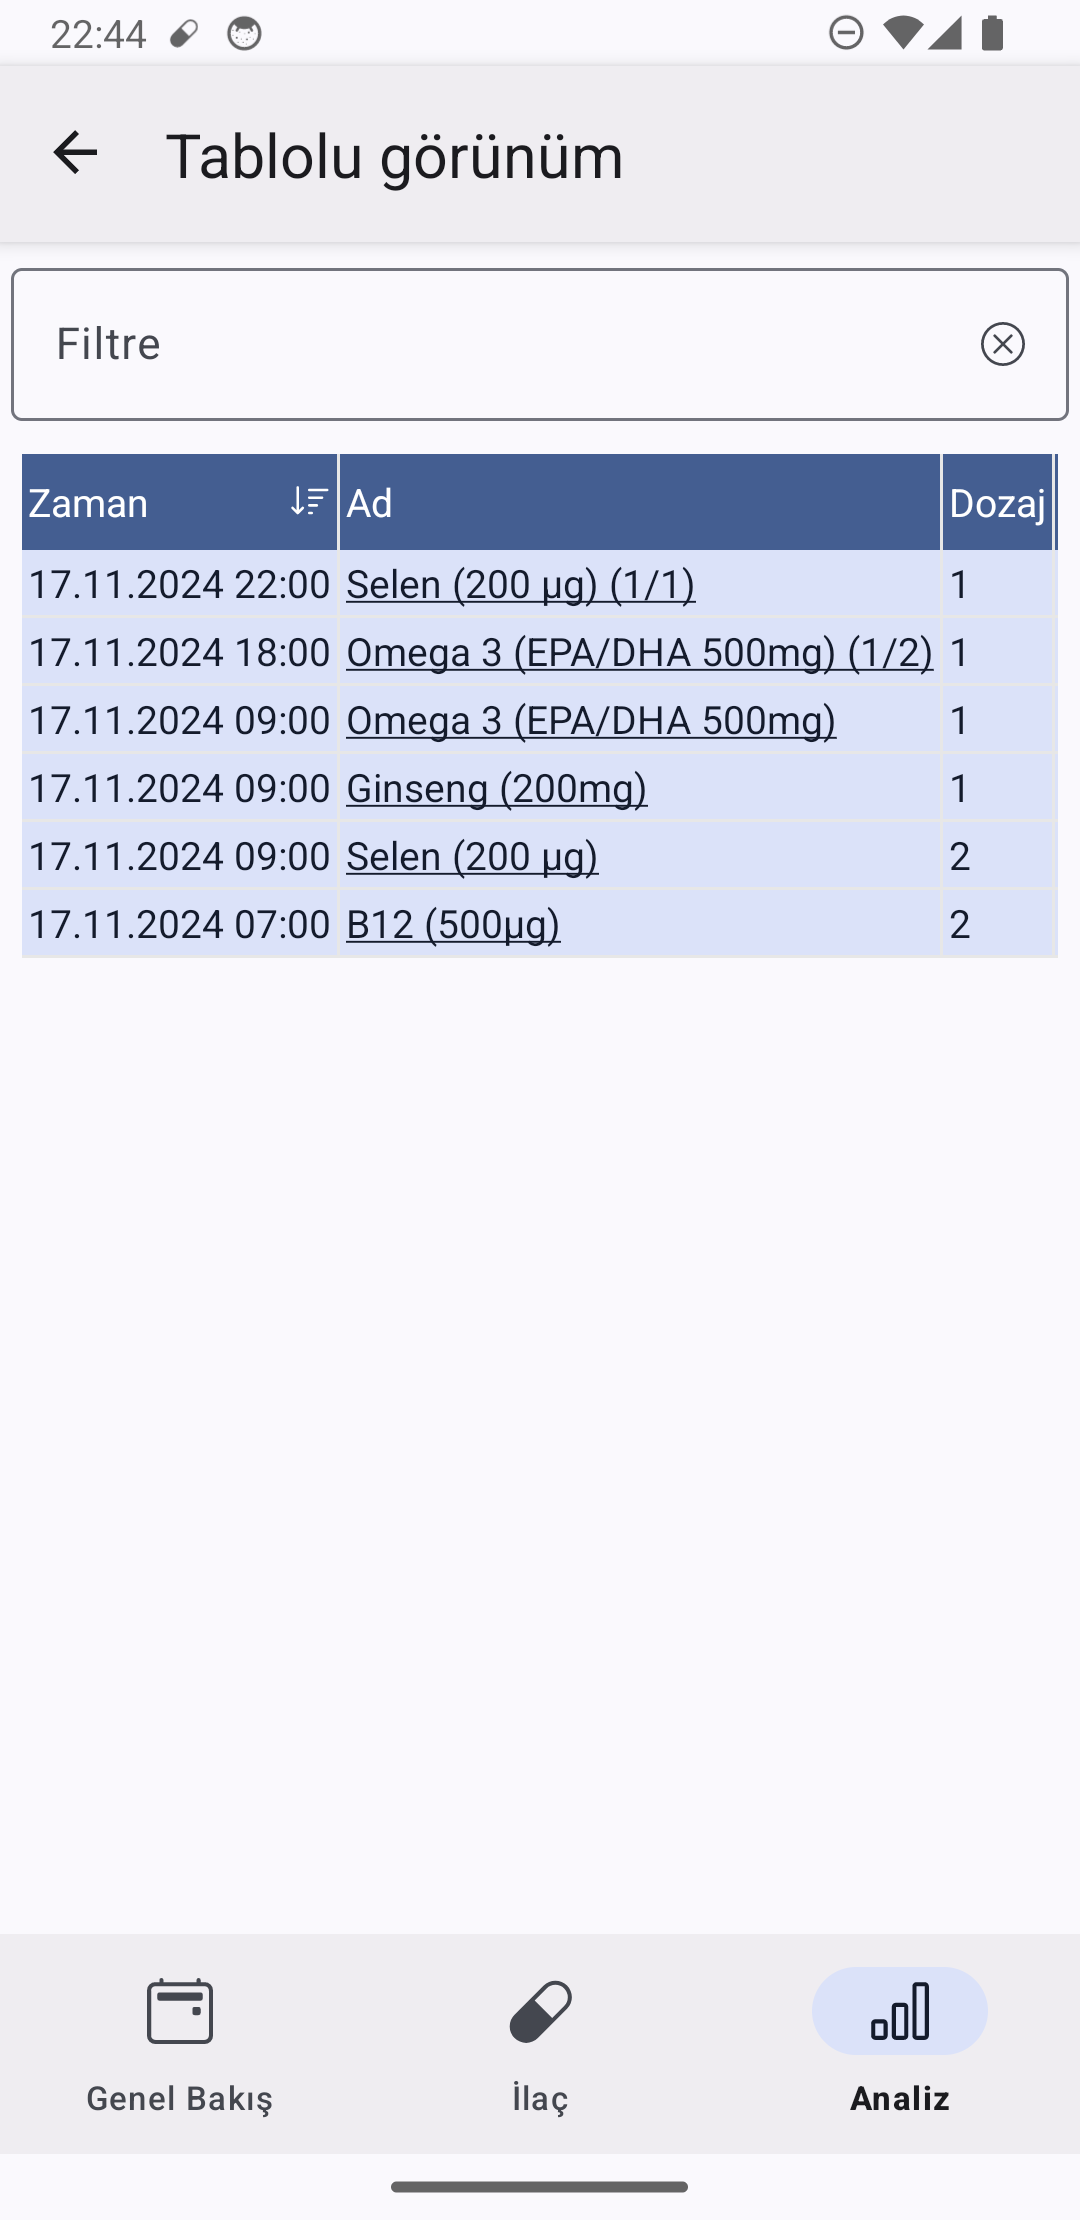 22:44
Tablolu görünüm
Filtre
Zaman Ad Dozaj
17.11.2024 22:00 Selen (200 µg) (1/1) 1
17.11.2024 18:00 Omega 3 (EPA/DHA 500mg) (1/2) 1
17.11.2024 09:00 Omega 3 (EPA/DHA 500mg) 1
17.11.2024 09:00 Ginseng (200mg) 1
17.11.2024 09:00 Selen (200 µg) 2
17.11.2024 07:00 B12 (500µg) 2
Genel Bakış İlaç Analiz